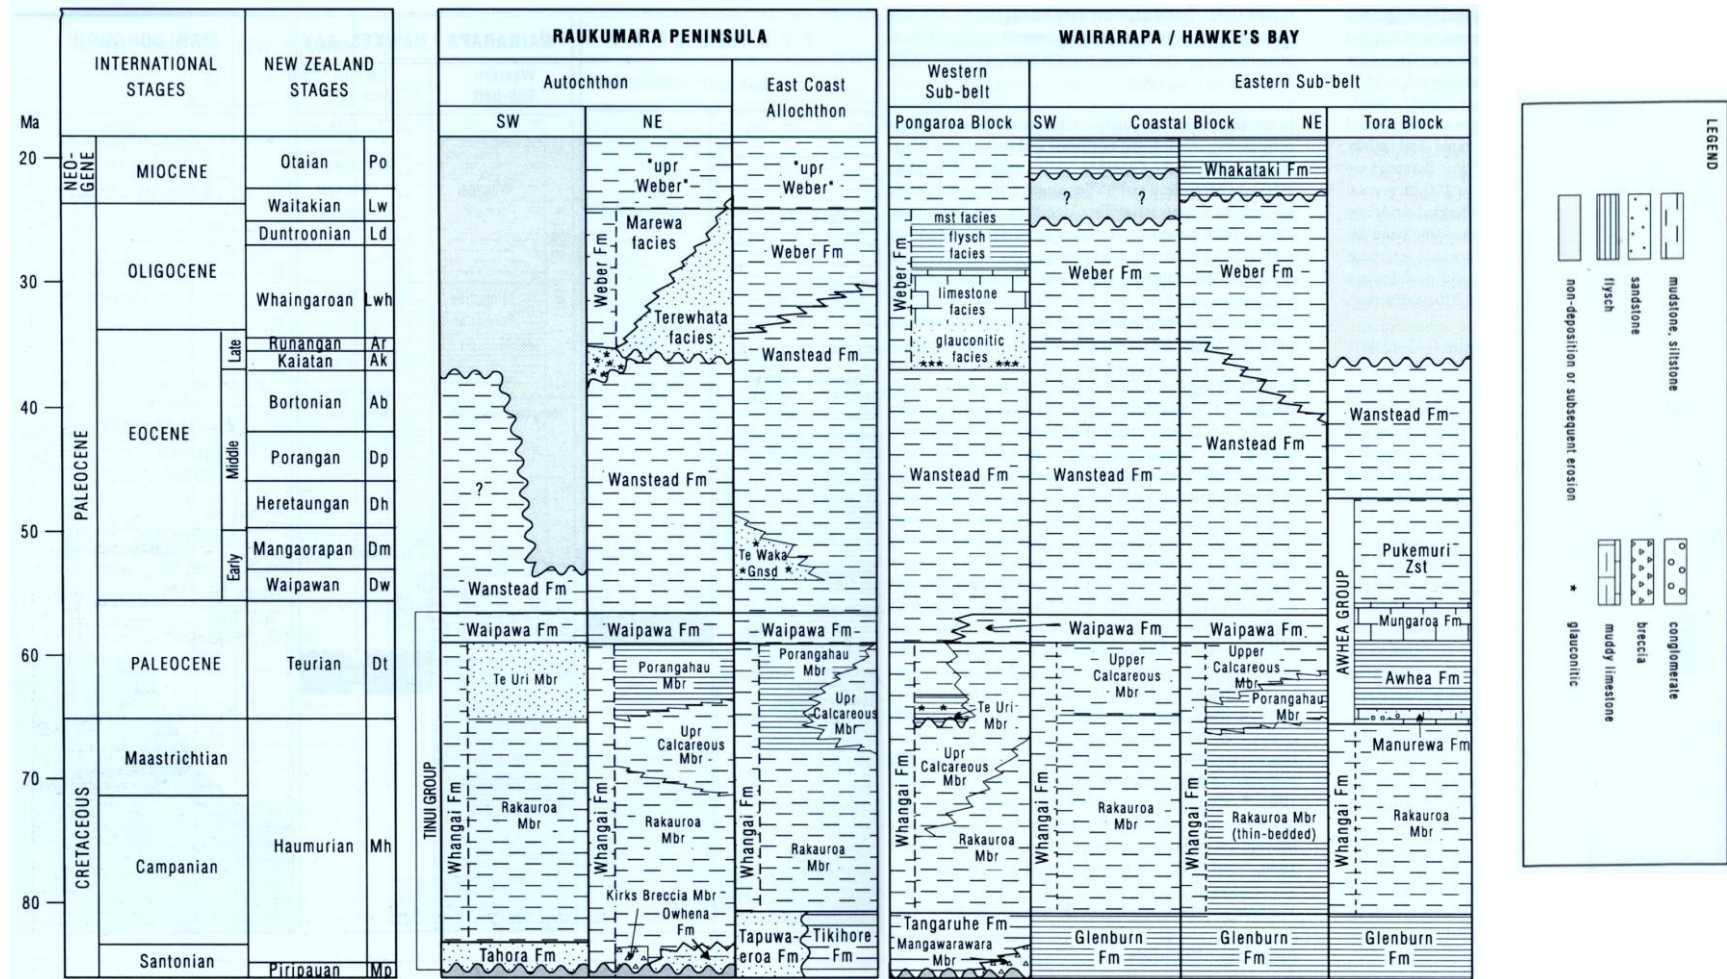 RAUKUMARA PENINSULA
WAIRARAPA / HAWKE'S BAY
INTERNATIONAL
STAGES
NEW ZEALAND
STAGES
Autochthon
East Coast
Allochthon
Western
Sub-belt
Eastern Sub-belt
Ma
SW
NE
Pongaroa Block
SW
Coastal Block
NE
Tora Block
20
30
40
50
60
70
80
NEO-
GENE
PALEOCENE
CRETACEOUS
MIOCENE
OLIGOCENE
EOCENE
Late
Middle
Early
PALEOCENE
Maastrichtian
Campanian
Santonian
Otaian Po
Waitakian Lw
Duntroonian Ld
Whaingaroan Lwh
Runangan Ar
Kaiatan Ak
Bortonian Ab
Porangan Dp
Heretaungan Dh
Mangaorapan Dm
Waipawan Dw
Teurian Dt
Haumurian Mh
Piripauan Mp
TINUI GROUP
?
Wanstead Fm
Waipawa Fm
Te Uri Mbr
Whangai Fm
Rakauroa
Mbr
Tahora Fm
"upr
Weber"
Weber Fm
Marewa
facies
Terewhata
facies
Wanstead Fm
Waipawa Fm
Porangahau
Mbr
Upr
Calcareous
Mbr
Whangai Fm
Rakauroa
Mbr
Kirks Breccia Mbr
Owhena
Fm
"upr
Weber"
Weber Fm
Wanstead Fm
Te Waka
Gnsd
Waipawa Fm
Porangahau
Mbr
Upr
Calcareous
Mbr
Whangai Fm
Rakauroa
Mbr
Tapuwa-
eroa Fm
Tikihore
Fm
Weber Fm
mst facies
flysch
facies
limestone
facies
glauconitic
facies
Wanstead Fm
Te Uri
Mbr
Whangai Fm
Upr
Calcareous
Mbr
Rakauroa
Mbr
Tangaruhe Fm
Mangawarawara
Mbr
?
?
Weber Fm
Wanstead Fm
Waipawa Fm
Upper
Calcareous
Mbr
Whangai Fm
Rakauroa
Mbr
Glenburn
Fm
Whakataki Fm
Weber Fm
Wanstead Fm
Waipawa Fm
Upper
Calcareous
Mbr
Porangahau
Mbr
Whangai Fm
Rakauroa Mbr
(thin-bedded)
Glenburn
Fm
Wanstead Fm
AWHEA GROUP
Pukemuri
Zst
Mungaroa Fm
Awhea Fm
Manurewa Fm
Whangai Fm
Rakauroa
Mbr
Glenburn
Fm
LEGEND
mudstone, siltstone
sandstone
flysch
non-deposition or subsequent erosion
conglomerate
breccia
muddy limestone
glauconitic